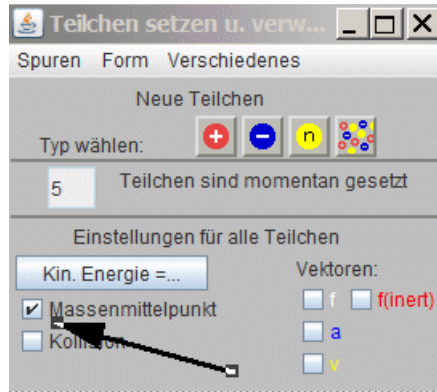 Teilchen setzen u. verw...
Spuren Form Verschiedenes
Neue Teilchen
Typ wählen: n
5 Teilchen sind momentan gesetzt
Einstellungen für alle Teilchen
Kin. Energie =... Vektoren:
Massenmittelpunkt f f(inert)
Kollision a
v